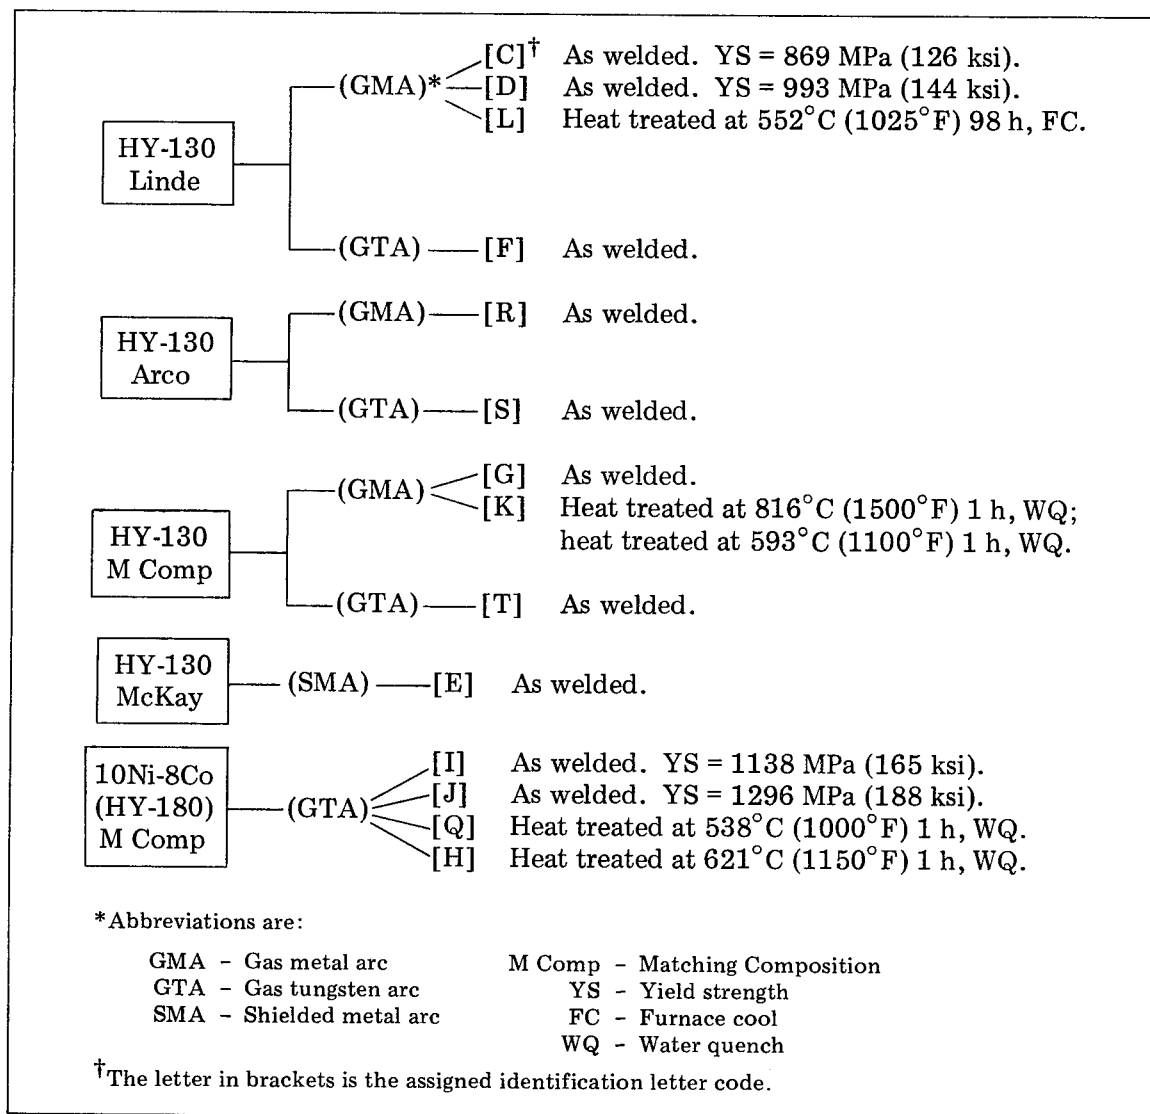 HY-130
Linde
(GMA)*
[C]† As welded. YS = 869 MPa (126 ksi).
[D] As welded. YS = 993 MPa (144 ksi).
[L] Heat treated at 552°C (1025°F) 98 h, FC.
(GTA) [F] As welded.
HY-130
Arco
(GMA) [R] As welded.
(GTA) [S] As welded.
HY-130
M Comp
(GMA)
[G] As welded.
[K] Heat treated at 816°C (1500°F) 1 h, WQ;
heat treated at 593°C (1100°F) 1 h, WQ.
(GTA) [T] As welded.
HY-130
McKay
(SMA) [E] As welded.
10Ni-8Co
(HY-180)
M Comp
(GTA)
[I] As welded. YS = 1138 MPa (165 ksi).
[J] As welded. YS = 1296 MPa (188 ksi).
[Q] Heat treated at 538°C (1000°F) 1 h, WQ.
[H] Heat treated at 621°C (1150°F) 1 h, WQ.
*Abbreviations are:
GMA – Gas metal arc
GTA – Gas tungsten arc
SMA – Shielded metal arc
M Comp – Matching Composition
YS – Yield strength
FC – Furnace cool
WQ – Water quench
†The letter in brackets is the assigned identification letter code.